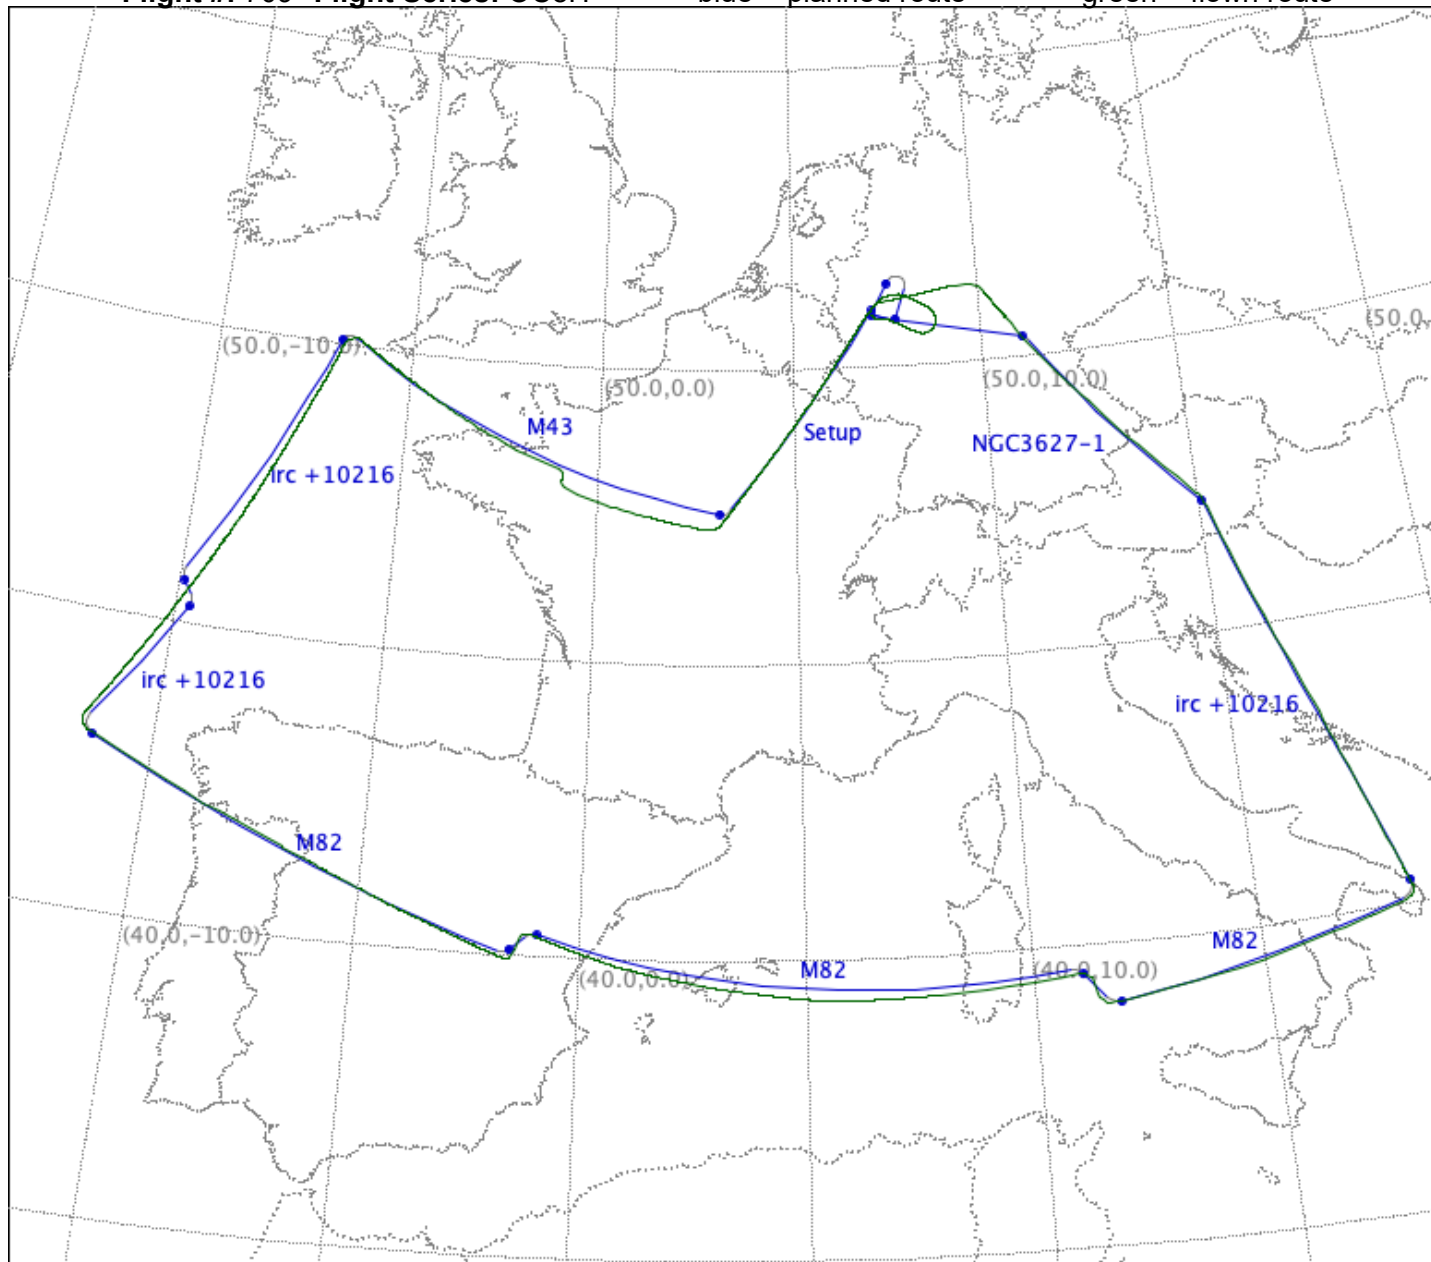 blue = planned route green = flown route
(50.0,-10.0)
(50.0,
(50.0,0.0)
(50.0,10.0)
M43
Setup
NGC3627-1
irc +10216
irc +10216
irc +10216
M82
(40.0,-10.0)
M82
M82
(40.0,0.0)
(40.0,10.0)